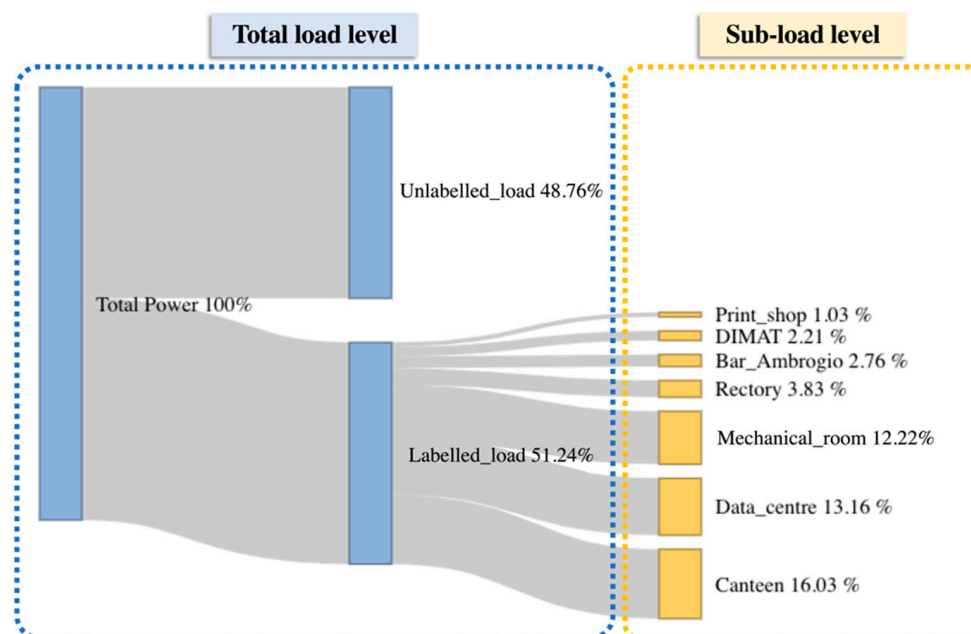 Total load level
Sub-load level
Unlabelled_load 48.76%
Total Power 100%
Print_shop 1.03 %
DIMAT 2.21 %
Bar_Ambrogio 2.76 %
Rectory 3.83 %
Mechanical_room 12.22%
Labelled_load 51.24%
Data_centre 13.16 %
Canteen 16.03 %